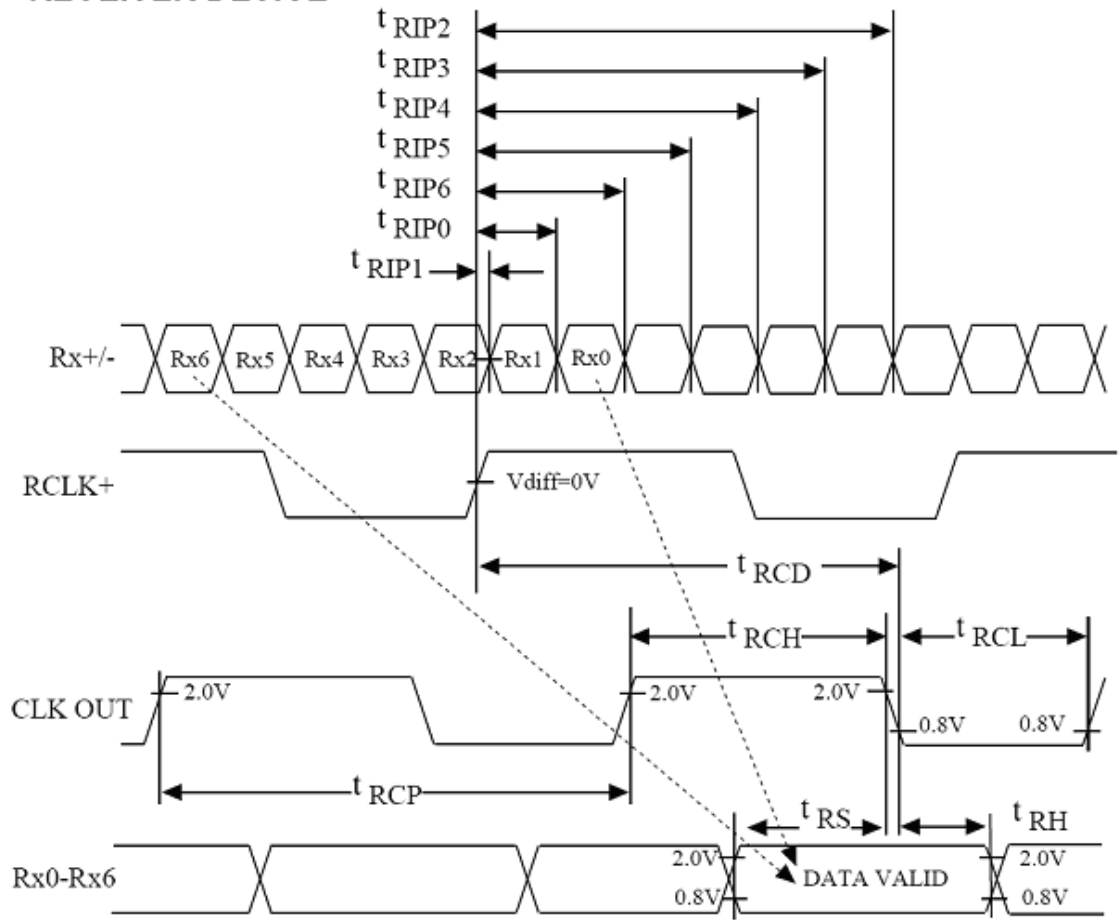 t RIP2
t RIP3
t RIP4
t RIP5
t RIP6
t RIP0
t RIP1
Rx+/- Rx6 Rx5 Rx4 Rx3 Rx2 Rx1 Rx0
RCLK+ Vdiff=0V
t RCD
t RCH t RCL
CLK OUT 2.0V 2.0V 2.0V 0.8V 0.8V
t RCP
t RS t RH
Rx0-Rx6 2.0V DATA VALID 2.0V
0.8V 0.8V